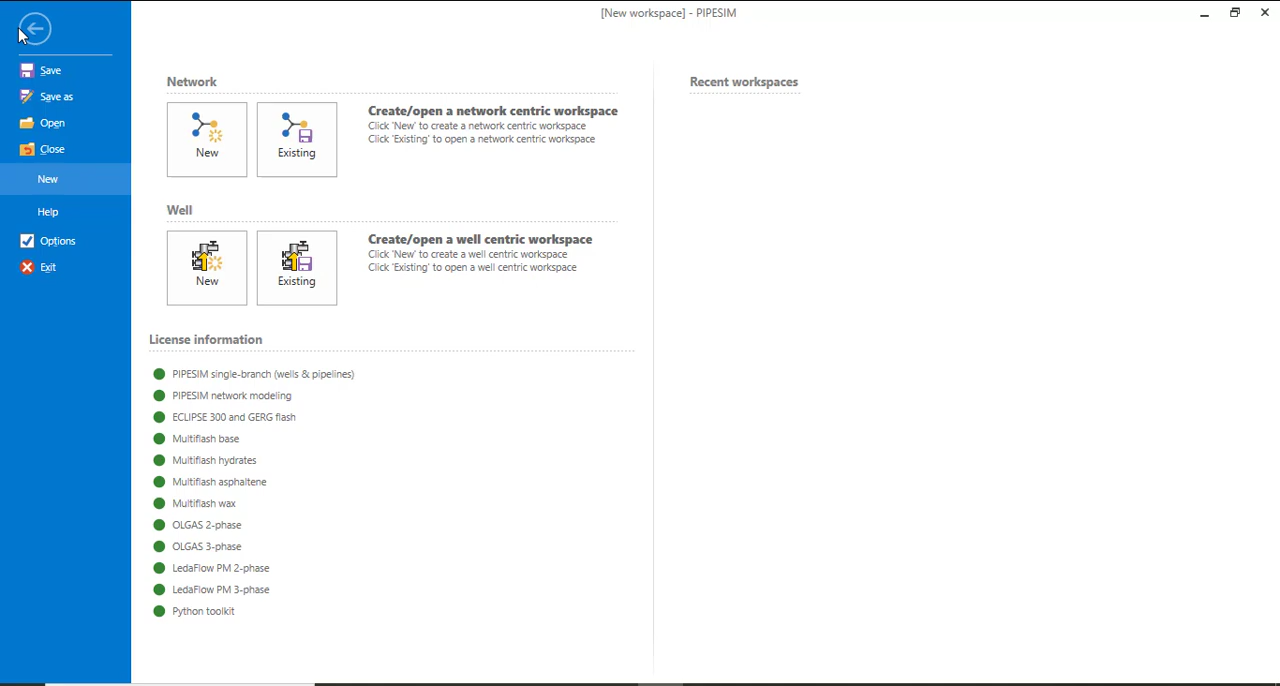 [New workspace] - PIPESIM
Save
Save as
Open
Close
New
Help
Options
Exit
Network
New
Existing
Create/open a network centric workspace
Click 'New' to create a network centric workspace
Click 'Existing' to open a network centric workspace
Well
New
Existing
Create/open a well centric workspace
Click 'New' to create a well centric workspace
Click 'Existing' to open a well centric workspace
License information
PIPESIM single-branch (wells & pipelines)
PIPESIM network modeling
ECLIPSE 300 and GERG flash
Multiflash base
Multiflash hydrates
Multiflash asphaltene
Multiflash wax
OLGAS 2-phase
OLGAS 3-phase
LedaFlow PM 2-phase
LedaFlow PM 3-phase
Python toolkit
Recent workspaces